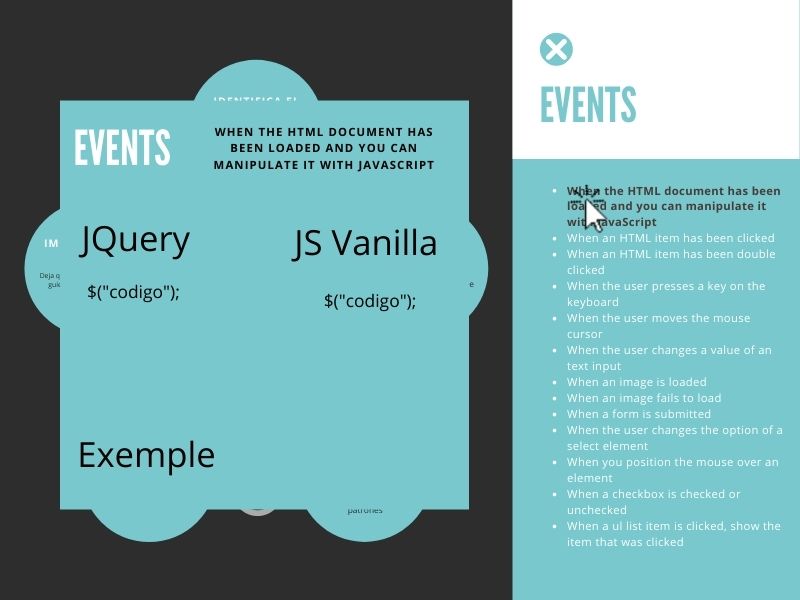 IDENTIFICA EL
EVENTS
WHEN THE HTML DOCUMENT HAS
BEEN LOADED AND YOU CAN
MANIPULATE IT WITH JAVASCRIPT
IM
JQuery
JS Vanilla
Deja q
$("codigo");
$("codigo");
e
Exemple
patrones
EVENTS
• When the HTML document has been
loaded and you can manipulate it
with JavaScript
• When an HTML item has been clicked
• When an HTML item has been double
clicked
• When the user presses a key on the
keyboard
• When the user moves the mouse
cursor
• When the user changes a value of an
text input
• When an image is loaded
• When an image fails to load
• When a form is submitted
• When the user changes the option of a
select element
• When you position the mouse over an
element
• When a checkbox is checked or
unchecked
• When a ul list item is clicked, show the
item that was clicked